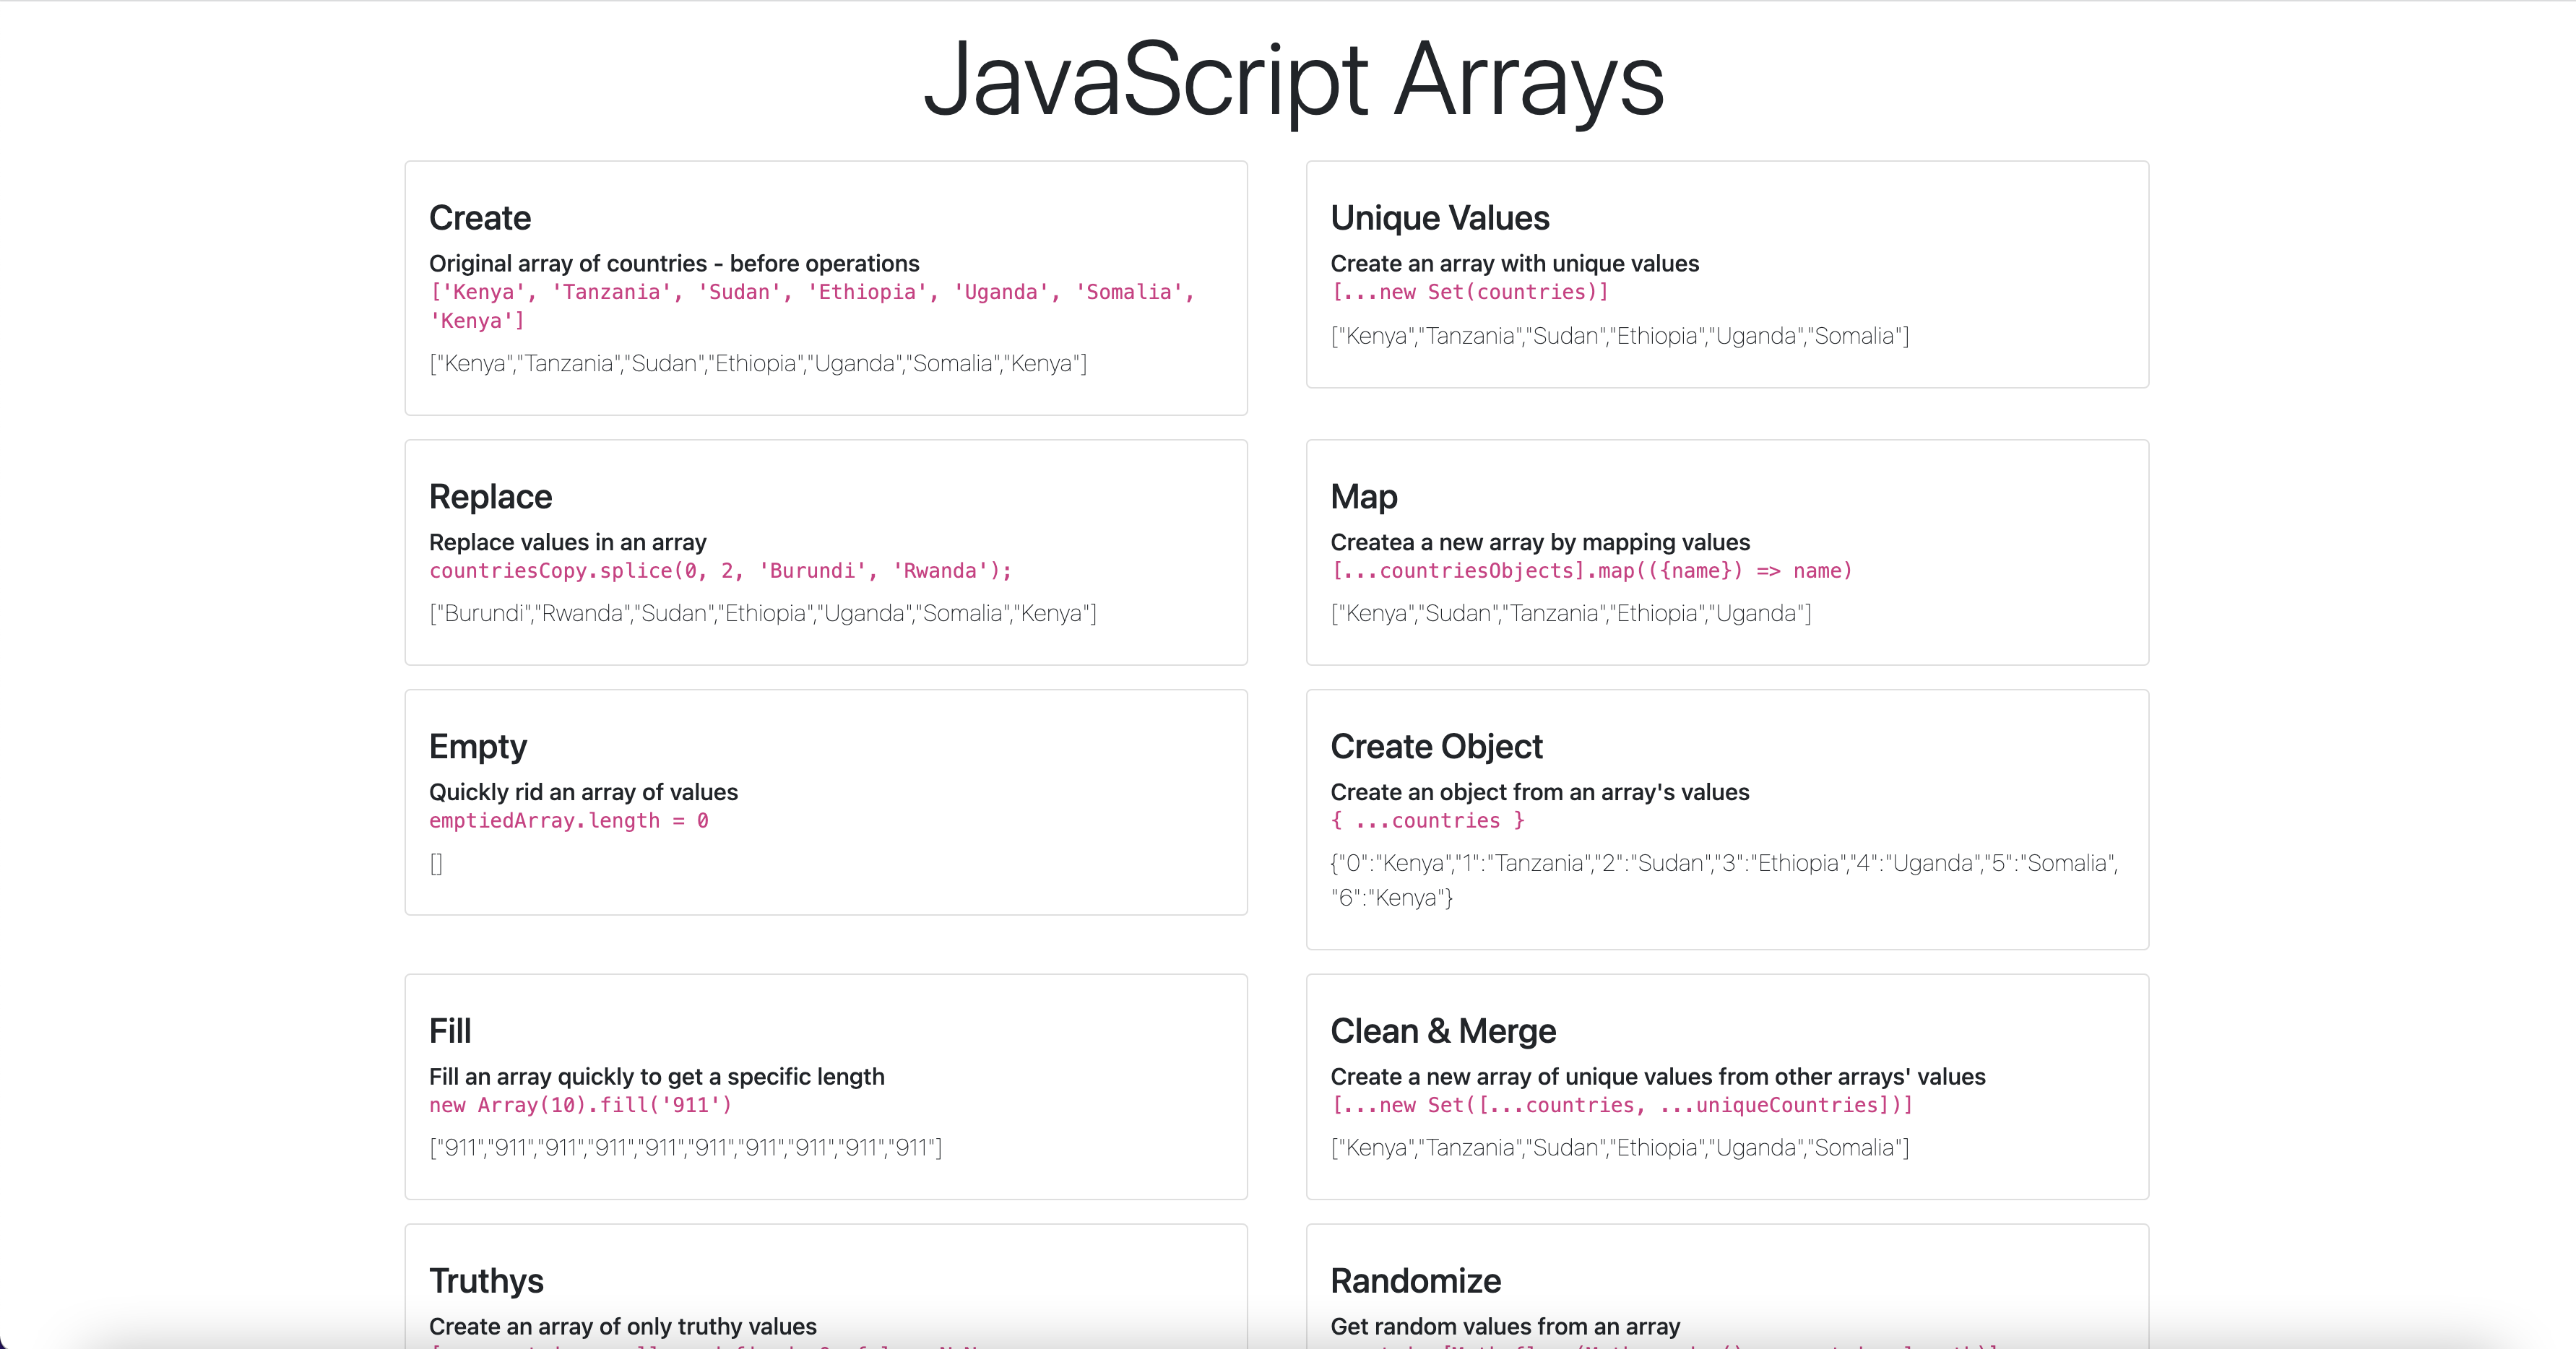 JavaScript Arrays
Create
Original array of countries - before operations
['Kenya', 'Tanzania', 'Sudan', 'Ethiopia', 'Uganda', 'Somalia',
'Kenya']
["Kenya","Tanzania","Sudan","Ethiopia","Uganda","Somalia","Kenya"]
Unique Values
Create an array with unique values
[...new Set(countries)]
["Kenya","Tanzania","Sudan","Ethiopia","Uganda","Somalia"]
Replace
Replace values in an array
countriesCopy.splice(0, 2, 'Burundi', 'Rwanda');
["Burundi","Rwanda","Sudan","Ethiopia","Uganda","Somalia","Kenya"]
Map
Createa a new array by mapping values
[...countriesObjects].map(({name}) => name)
["Kenya","Sudan","Tanzania","Ethiopia","Uganda"]
Empty
Quickly rid an array of values
emptiedArray.length = 0
[]
Create Object
Create an object from an array's values
{ ...countries }
{"0":"Kenya","1":"Tanzania","2":"Sudan","3":"Ethiopia","4":"Uganda","5":"Somalia",
"6":"Kenya"}
Fill
Fill an array quickly to get a specific length
new Array(10).fill('911')
["911","911","911","911","911","911","911","911","911","911"]
Clean & Merge
Create a new array of unique values from other arrays' values
[...new Set([...countries, ...uniqueCountries])]
["Kenya","Tanzania","Sudan","Ethiopia","Uganda","Somalia"]
Truthys
Create an array of only truthy values
Randomize
Get random values from an array